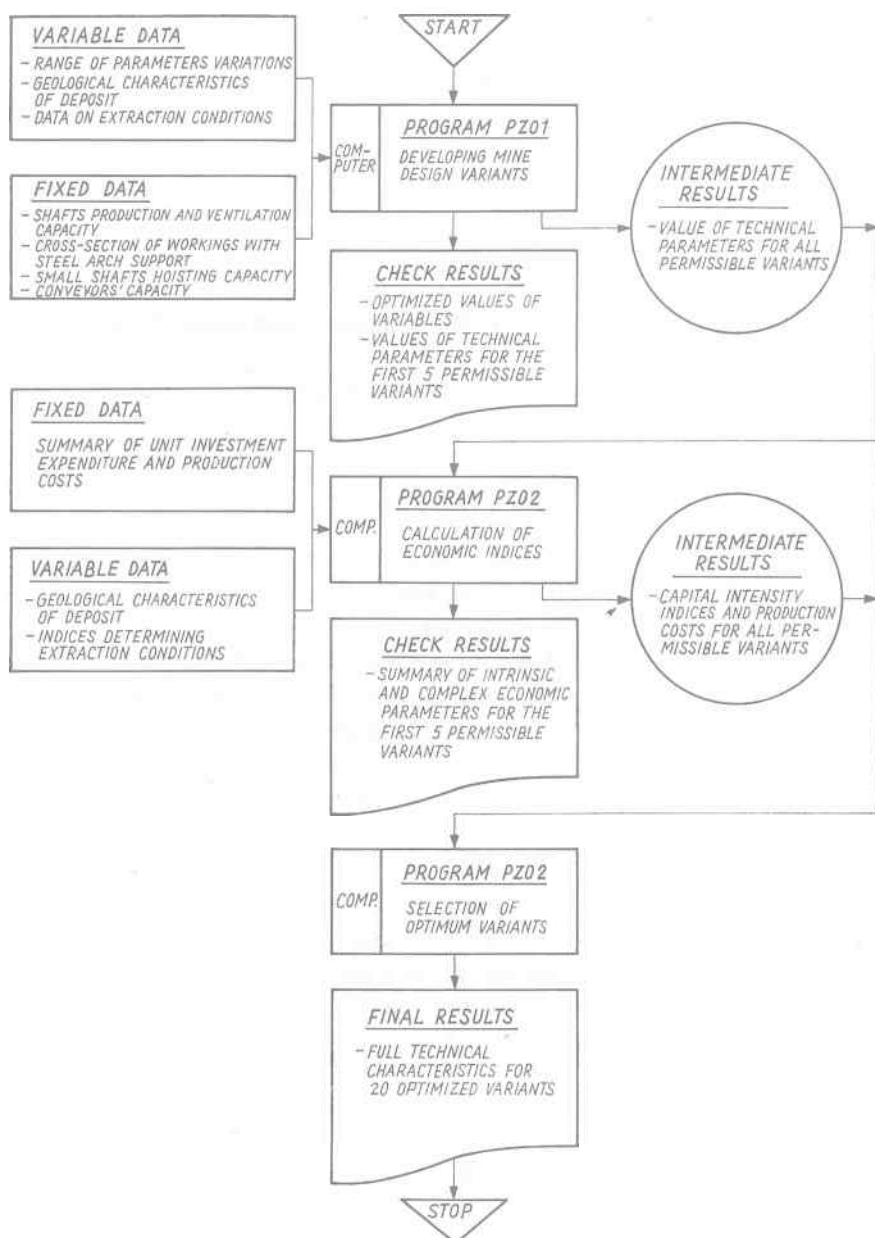 START
VARIABLE DATA
- RANGE OF PARAMETERS VARIATIONS
- GEOLOGICAL CHARACTERISTICS
OF DEPOSIT
- DATA ON EXTRACTION CONDITIONS
FIXED DATA
- SHAFTS PRODUCTION AND VENTILATION
CAPACITY
- CROSS-SECTION OF WORKINGS WITH
STEEL ARCH SUPPORT
- SMALL SHAFTS HOISTING CAPACITY
- CONVEYORS' CAPACITY
COM-
PUTER
PROGRAM PZ01
DEVELOPING MINE
DESIGN VARIANTS
INTERMEDIATE
RESULTS
- VALUE OF TECHNICAL
PARAMETERS FOR ALL
PERMISSIBLE VARIANTS
CHECK RESULTS
- OPTIMIZED VALUES OF
VARIABLES
- VALUES OF TECHNICAL
PARAMETERS FOR THE
FIRST 5 PERMISSIBLE
VARIANTS
FIXED DATA
SUMMARY OF UNIT INVESTMENT
EXPENDITURE AND PRODUCTION
COSTS
VARIABLE DATA
- GEOLOGICAL CHARACTERISTICS
OF DEPOSIT
- INDICES DETERMINING
EXTRACTION CONDITIONS
COMP.
PROGRAM PZ02
CALCULATION OF
ECONOMIC INDICES
INTERMEDIATE
RESULTS
- CAPITAL INTENSITY
INDICES AND PRODUCTION
COSTS FOR ALL PER-
MISSIBLE VARIANTS
CHECK RESULTS
- SUMMARY OF INTRINSIC
AND COMPLEX ECONOMIC
PARAMETERS FOR THE
FIRST 5 PERMISSIBLE
VARIANTS
COMP.
PROGRAM PZ02
SELECTION OF
OPTIMUM VARIANTS
FINAL RESULTS
- FULL TECHNICAL
CHARACTERISTICS FOR
20 OPTIMIZED VARIANTS
STOP